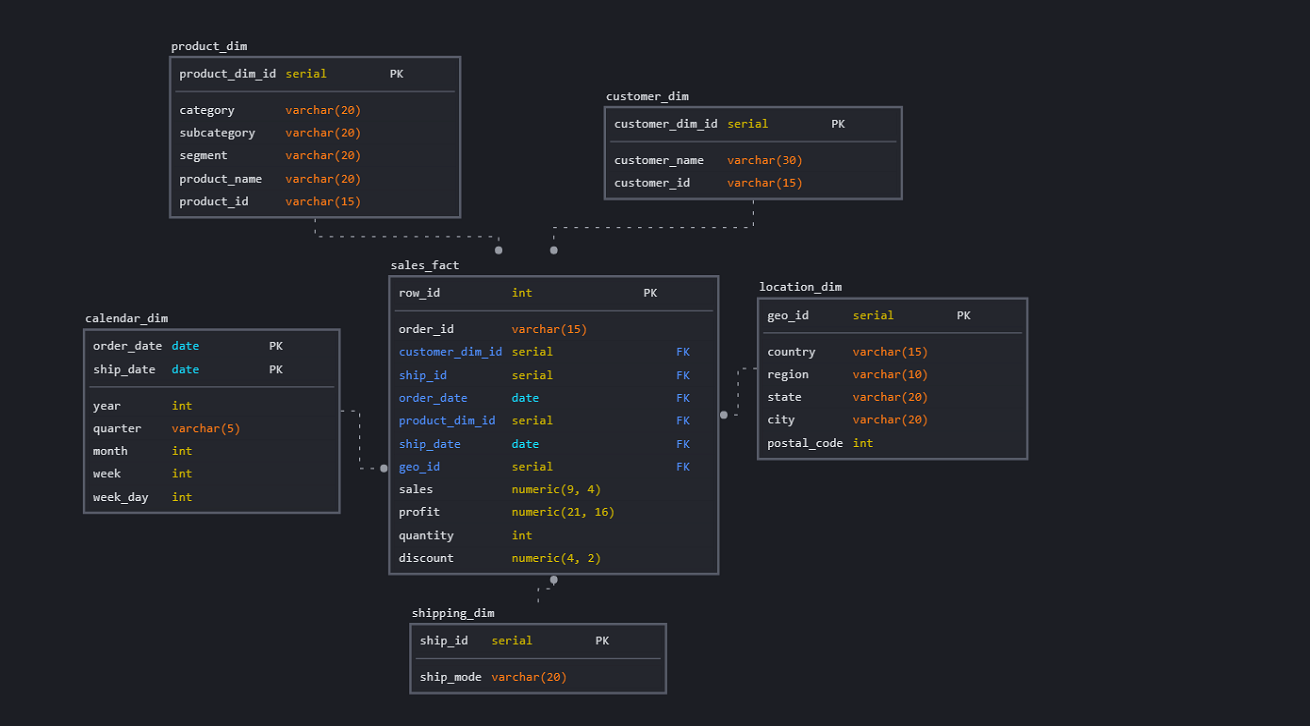 product_dim
product_dim_id serial PK
category varchar(20)
subcategory varchar(20)
segment varchar(20)
product_name varchar(20)
product_id varchar(15)
customer_dim
customer_dim_id serial PK
customer_name varchar(30)
customer_id varchar(15)
sales_fact
row_id int PK
order_id varchar(15)
customer_dim_id serial FK
ship_id serial FK
order_date date FK
product_dim_id serial FK
ship_date date FK
geo_id serial FK
sales numeric(9, 4)
profit numeric(21, 16)
quantity int
discount numeric(4, 2)
location_dim
geo_id serial PK
country varchar(15)
region varchar(10)
state varchar(20)
city varchar(20)
postal_code int
calendar_dim
order_date date PK
ship_date date PK
year int
quarter varchar(5)
month int
week int
week_day int
shipping_dim
ship_id serial PK
ship_mode varchar(20)